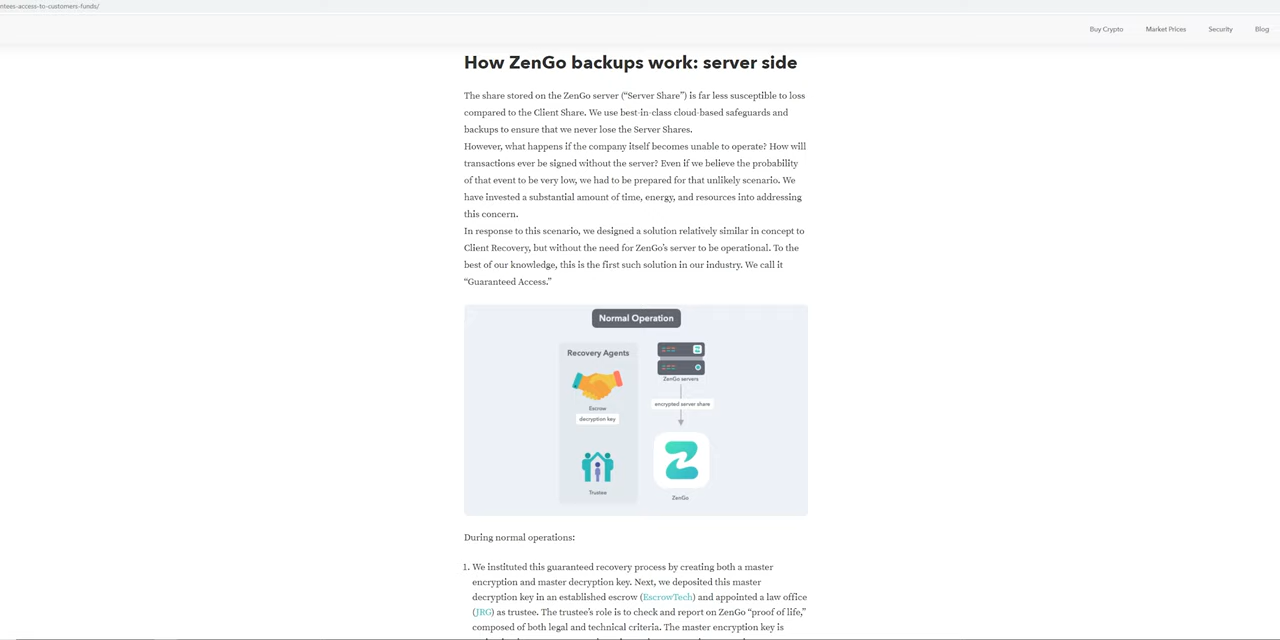 ntees-access-to-customers-funds/
Buy Crypto Market Prices Security Blog
How ZenGo backups work: server side
The share stored on the ZenGo server (“Server Share”) is far less susceptible to loss
compared to the Client Share. We use best-in-class cloud-based safeguards and
backups to ensure that we never lose the Server Shares.
However, what happens if the company itself becomes unable to operate? How will
transactions ever be signed without the server? Even if we believe the probability
of that event to be very low, we had to be prepared for that unlikely scenario. We
have invested a substantial amount of time, energy, and resources into addressing
this concern.
In response to this scenario, we designed a solution relatively similar in concept to
Client Recovery, but without the need for ZenGo’s server to be operational. To the
best of our knowledge, this is the first such solution in our industry. We call it
“Guaranteed Access.”
Normal Operation
Recovery Agents
Escrow
decryption key
Trustee
ZenGo servers
encrypted server share
ZenGo
During normal operations:
1. We instituted this guaranteed recovery process by creating both a master
encryption and master decryption key. Next, we deposited this master
decryption key in an established escrow (EscrowTech) and appointed a law office
(JRG) as trustee. The trustee’s role is to check and report on ZenGo “proof of life,”
composed of both legal and technical criteria. The master encryption key is